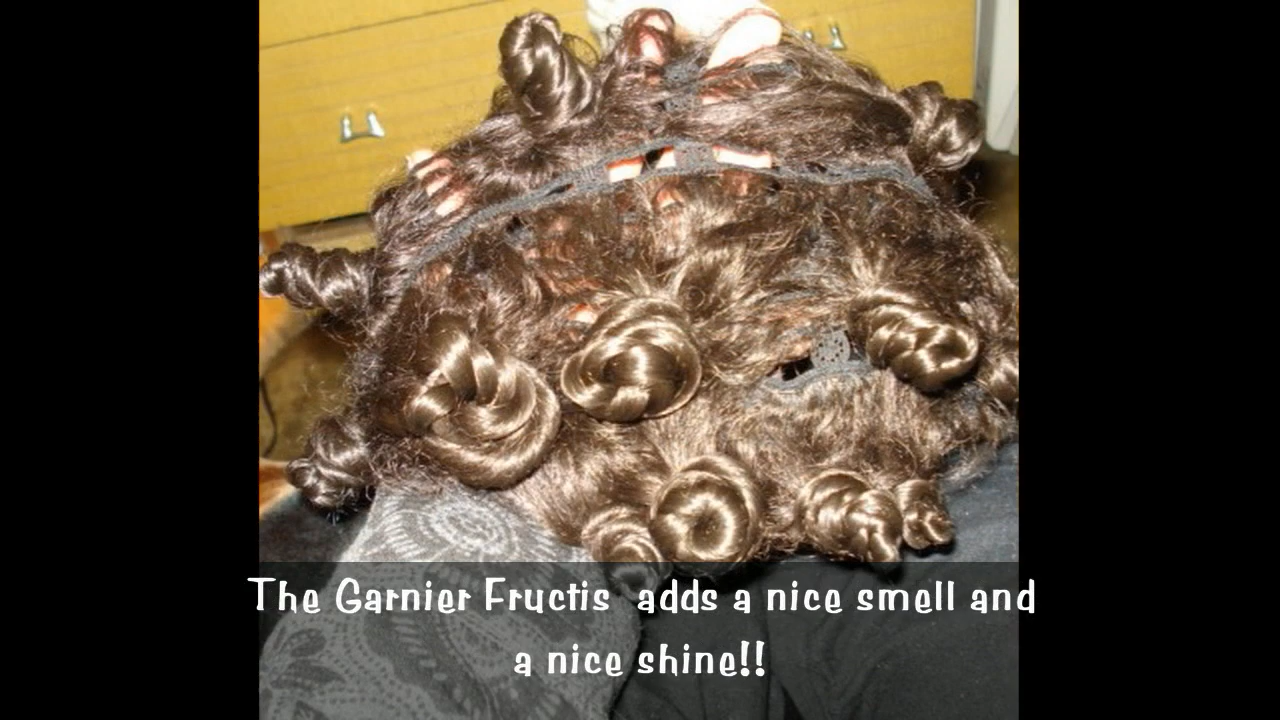 The Garnier Fructis  adds a nice smell and
a nice shine!!